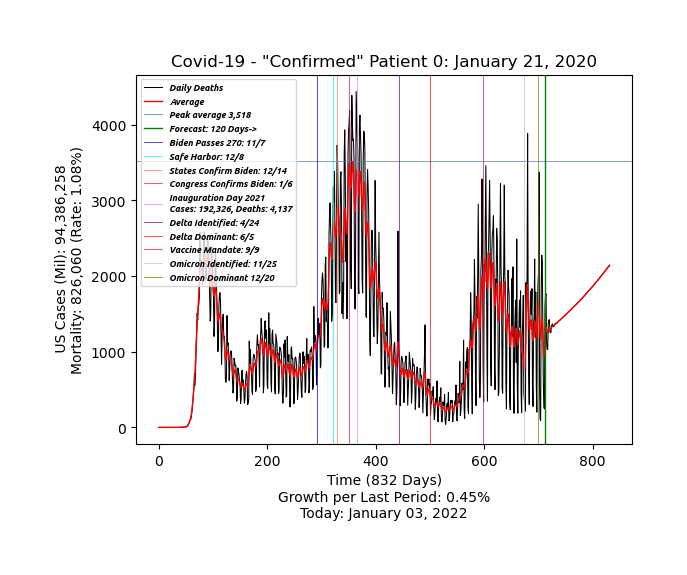 Covid-19 - "Confirmed" Patient 0: January 21, 2020
Daily Deaths
Average
Peak average 3,518
Forecast: 120 Days->
Biden Passes 270: 11/7
Safe Harbor: 12/8
States Confirm Biden: 12/14
Congress Confirms Biden: 1/6
Inauguration Day 2021
Cases: 192,326, Deaths: 4,137
Delta Identified: 4/24
Delta Dominant: 6/5
Vaccine Mandate: 9/9
Omicron Identified: 11/25
Omicron Dominant 12/20
US Cases (Mil): 94,386,258
Mortality: 826,060 (Rate: 1.08%)
4000
3000
2000
1000
0
0 200 400 600 800
Time (832 Days)
Growth per Last Period: 0.45%
Today: January 03, 2022